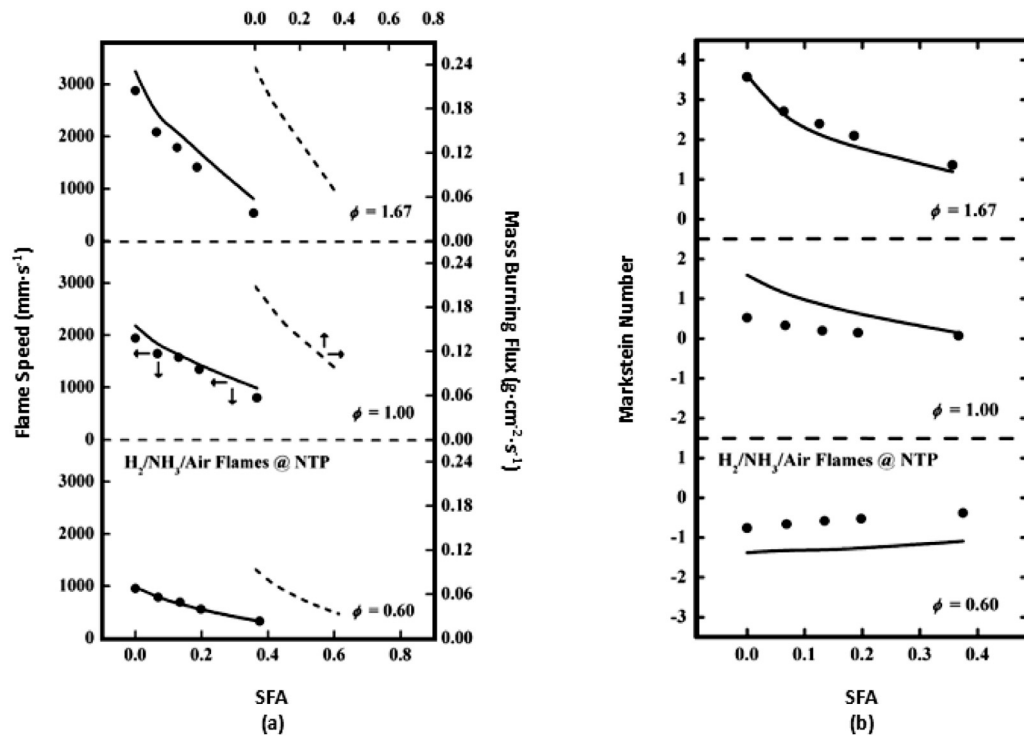 0.0 0.2 0.4 0.6 0.8
3000
2000
1000
0
0.24
0.18
0.12
0.06
0.00
ϕ = 1.67
3000
2000
1000
0
0.24
0.18
0.12
0.06
0.00
ϕ = 1.00
H₂/NH₃/Air Flames @ NTP
3000
2000
1000
0
0.24
0.18
0.12
0.06
0.00
ϕ = 0.60
0.0 0.2 0.4 0.6 0.8
Flame Speed (mm·s⁻¹)
Mass Burning Flux (g·cm⁻²·s⁻¹)
SFA
(a)
4
3
2
1
0
ϕ = 1.67
2
1
0
-1
-2
ϕ = 1.00
H₂/NH₃/Air Flames @ NTP
1
0
-1
-2
-3
ϕ = 0.60
0.0 0.1 0.2 0.3 0.4
Markstein Number
SFA
(b)